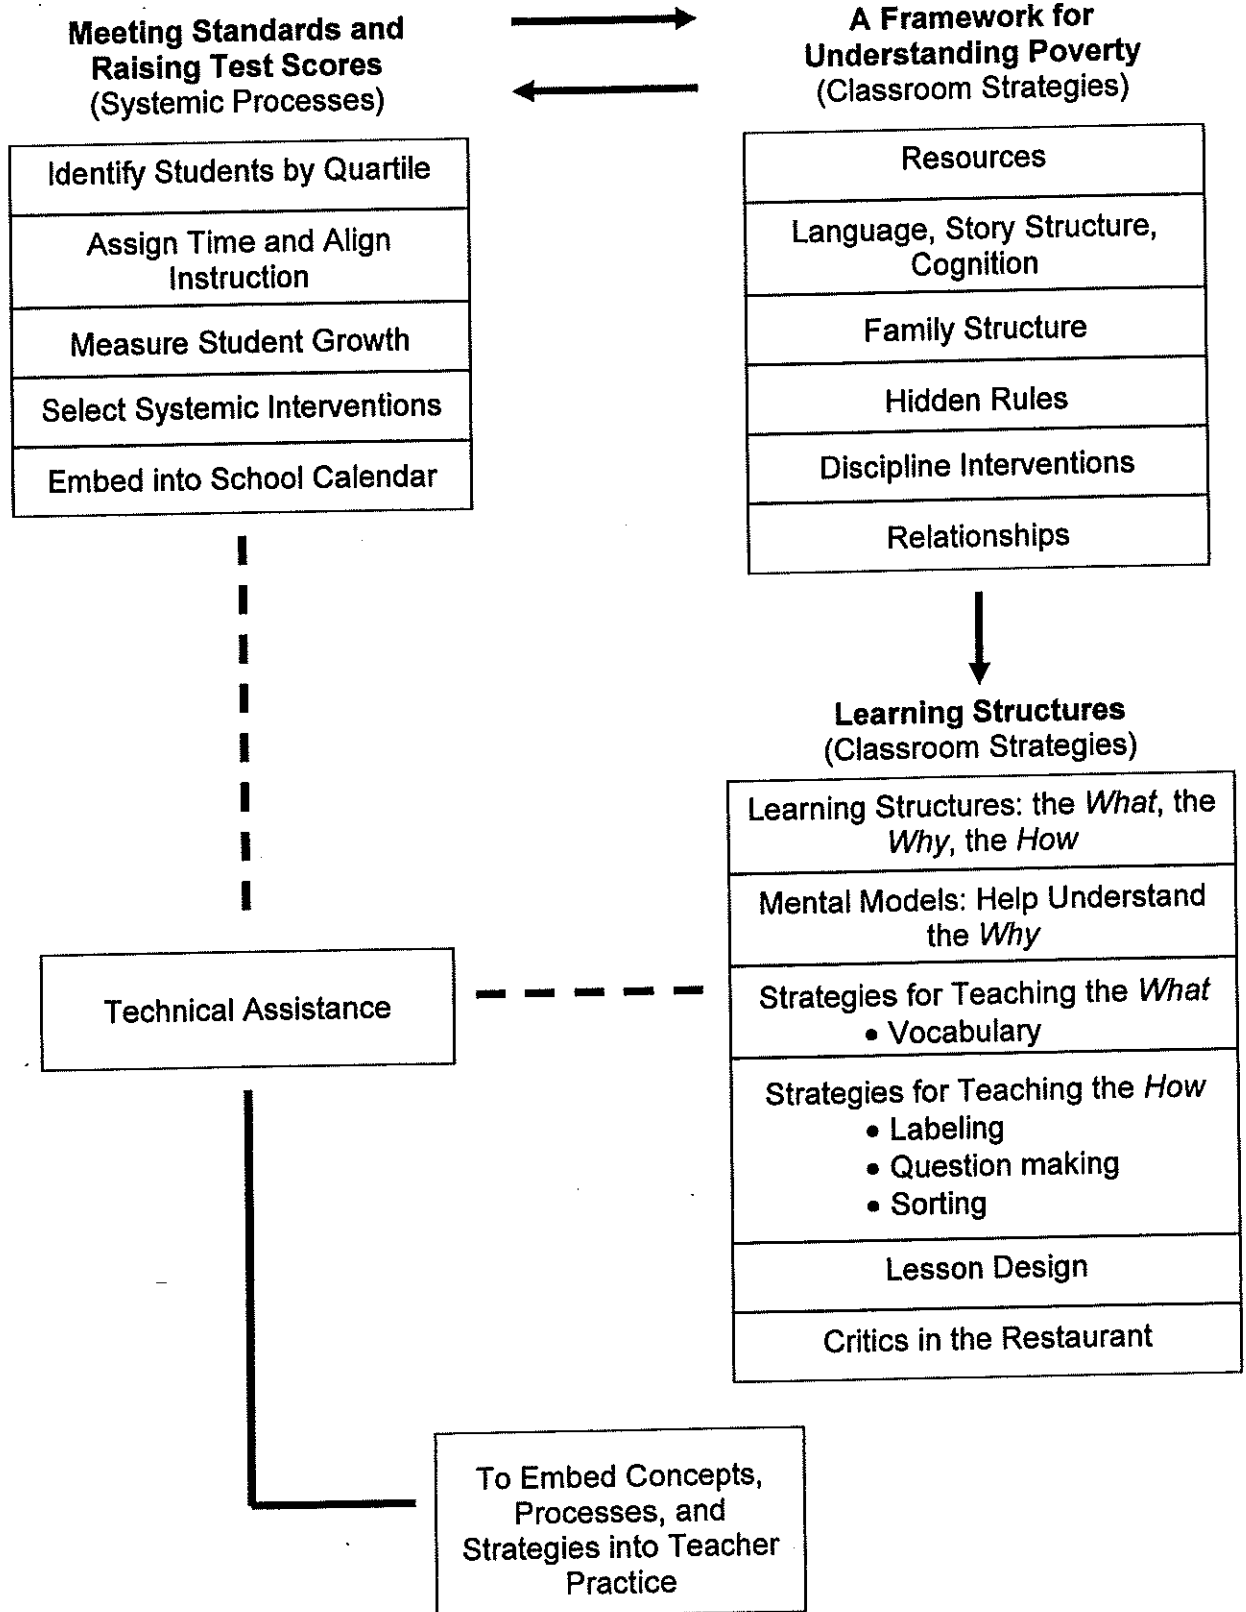 Meeting Standards and
Raising Test Scores
(Systemic Processes)
Identify Students by Quartile
Assign Time and Align
Instruction
Measure Student Growth
Select Systemic Interventions
Embed into School Calendar
A Framework for
Understanding Poverty
(Classroom Strategies)
Resources
Language, Story Structure,
Cognition
Family Structure
Hidden Rules
Discipline Interventions
Relationships
Learning Structures
(Classroom Strategies)
Learning Structures: the What, the
Why, the How
Mental Models: Help Understand
the Why
Strategies for Teaching the What
• Vocabulary
Strategies for Teaching the How
• Labeling
• Question making
• Sorting
Lesson Design
Critics in the Restaurant
Technical Assistance
To Embed Concepts,
Processes, and
Strategies into Teacher
Practice